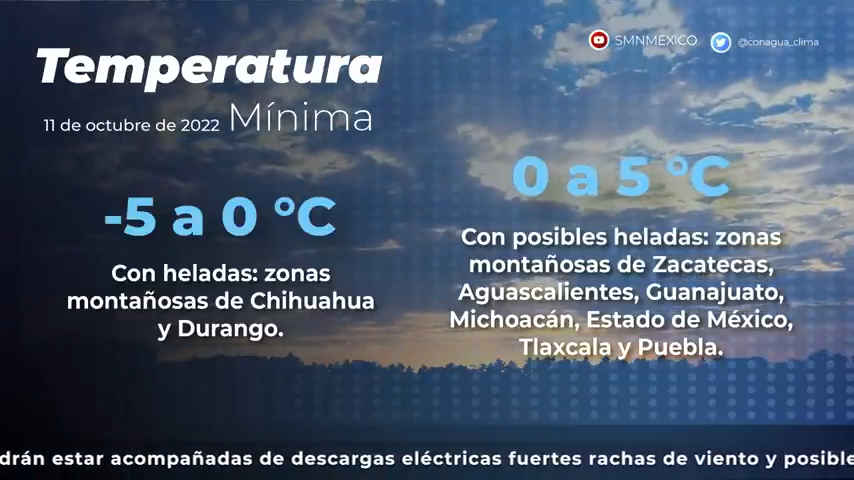 Temperatura
11 de octubre de 2022 Mínima
SMNMEXICO @conagua_clima
-5 a 0 °C
Con heladas: zonas
montañosas de Chihuahua
y Durango.
0 a 5 °C
Con posibles heladas: zonas
montañosas de Zacatecas,
Aguascalientes, Guanajuato,
Michoacán, Estado de México,
Tlaxcala y Puebla.
drán estar acompañadas de descargas eléctricas fuertes rachas de viento y posible